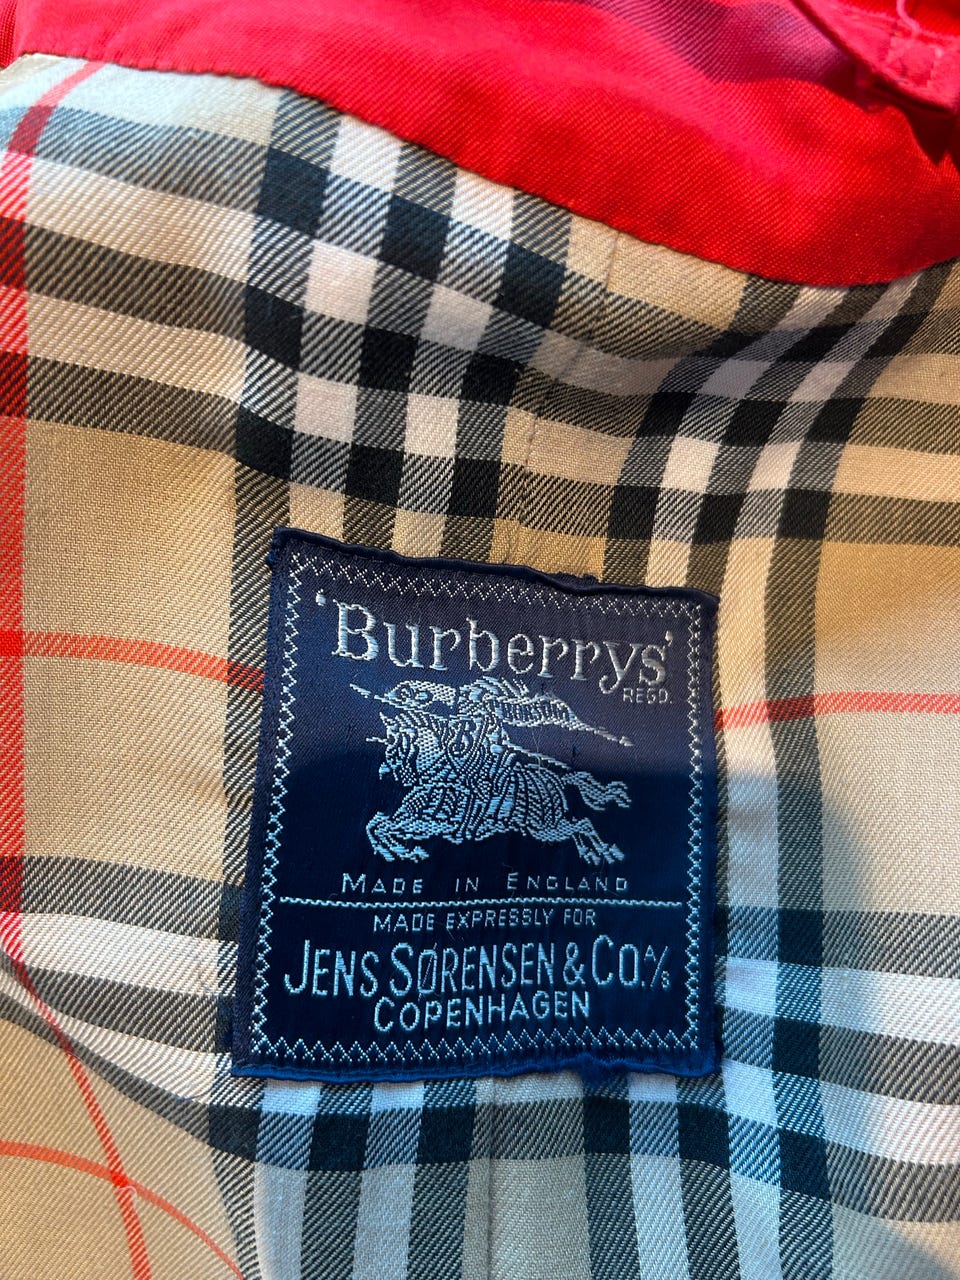 'Burberrys'
REGD.
MADE IN ENGLAND
MADE EXPRESSLY FOR
JENS SØRENSEN & CO. A/S
COPENHAGEN